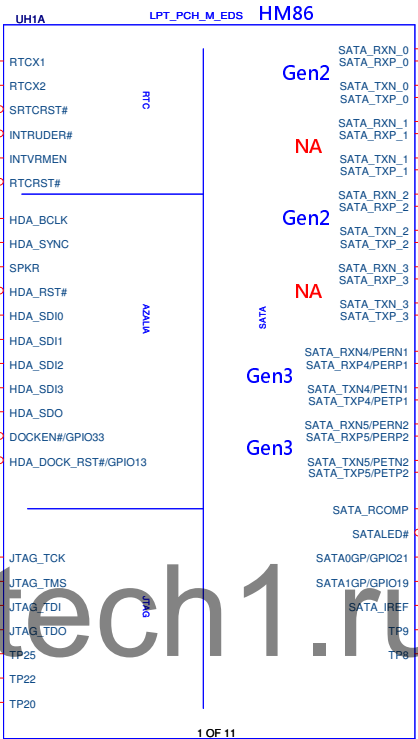 UH1A LPT_PCH_M_EDS HM86
RTCX1
RTCX2
SRTCRST#
INTRUDER#
INTVRMEN
RTCRST#
RTC
HDA_BCLK
HDA_SYNC
SPKR
HDA_RST#
HDA_SDI0
HDA_SDI1
HDA_SDI2
HDA_SDI3
HDA_SDO
DOCKEN#/GPIO33
HDA_DOCK_RST#/GPIO13
AZALIA
JTAG_TCK
JTAG_TMS
JTAG_TDI
JTAG_TDO
TP25
TP22
TP20
JTAG
SATA_RXN_0
SATA_RXP_0
Gen2
SATA_TXN_0
SATA_TXP_0
SATA_RXN_1
SATA_RXP_1
NA
SATA_TXN_1
SATA_TXP_1
SATA_RXN_2
SATA_RXP_2
Gen2
SATA_TXN_2
SATA_TXP_2
SATA_RXN_3
SATA_RXP_3
NA
SATA_TXN_3
SATA_TXP_3
SATA
SATA_RXN4/PERN1
SATA_RXP4/PERP1
Gen3
SATA_TXN4/PETN1
SATA_TXP4/PETP1
SATA_RXN5/PERN2
SATA_RXP5/PERP2
Gen3
SATA_TXN5/PETN2
SATA_TXP5/PETP2
SATA_RCOMP
SATALED#
SATA0GP/GPIO21
SATA1GP/GPIO19
SATA_IREF
TP9
TP8
tech1.ru
1 OF 11